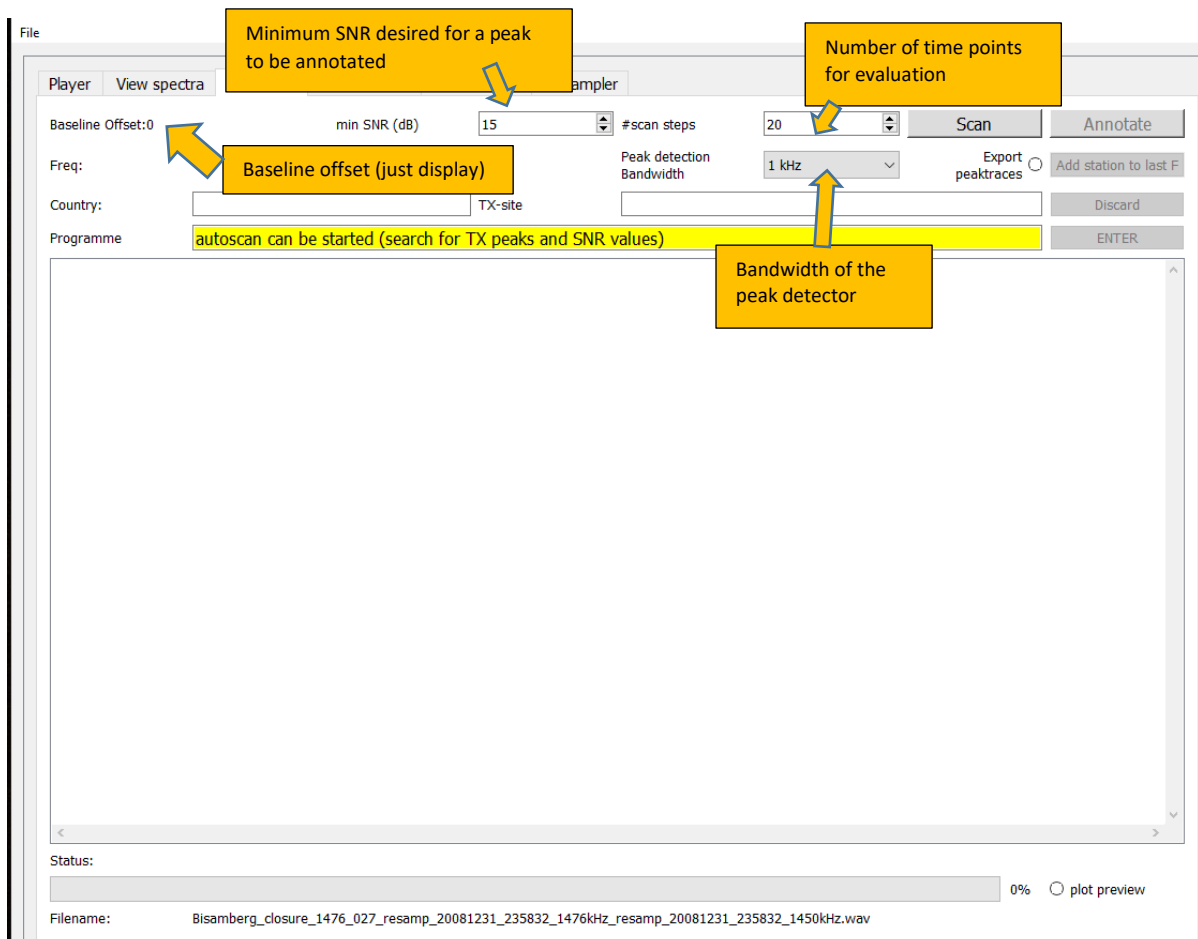 File
Minimum SNR desired for a peak
to be annotated
Number of time points
for evaluation
Player View spectra ampler
Baseline Offset:0 min SNR (dB) 15 #scan steps 20 Scan Annotate
Baseline offset (just display)
Freq: Peak detection
Bandwidth 1 kHz Export
peaktraces Add station to last F
Country: TX-site Discard
Programme autoscan can be started (search for TX peaks and SNR values) ENTER
Bandwidth of the
peak detector
Status:
0% plot preview
Filename: Bisamberg_closure_1476_027_resamp_20081231_235832_1476kHz_resamp_20081231_235832_1450kHz.wav